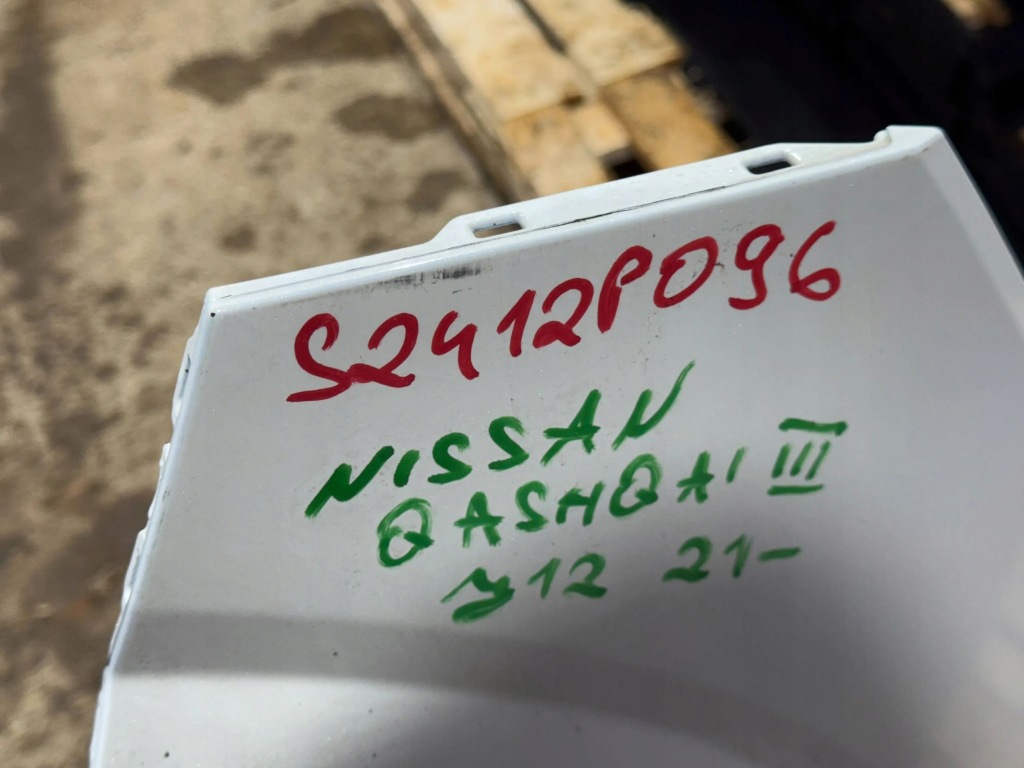 S2412P096
NISSAN
QASHQAI III
J12 21-